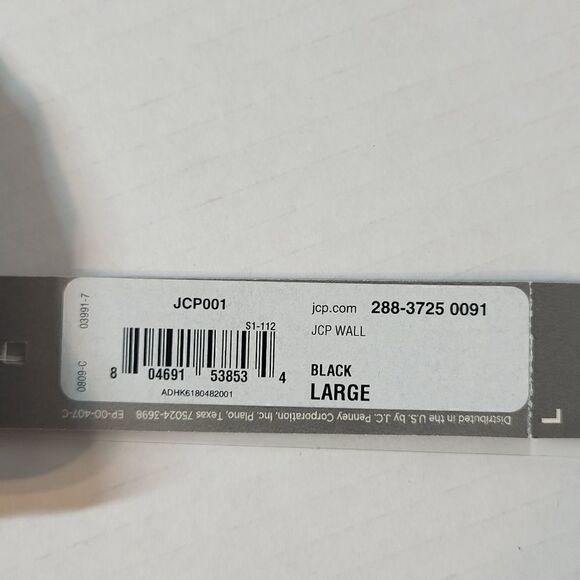 JCP001
S1-112
8 04691 53853 4
ADHK6180482001
0809-C 03991-7
jcp.com 288-3725 0091
JCP WALL
BLACK
LARGE
L
Distributed in the U.S. by J.C. Penney Corporation, Inc. Plano, Texas 75024-3698 EP-00-407-C